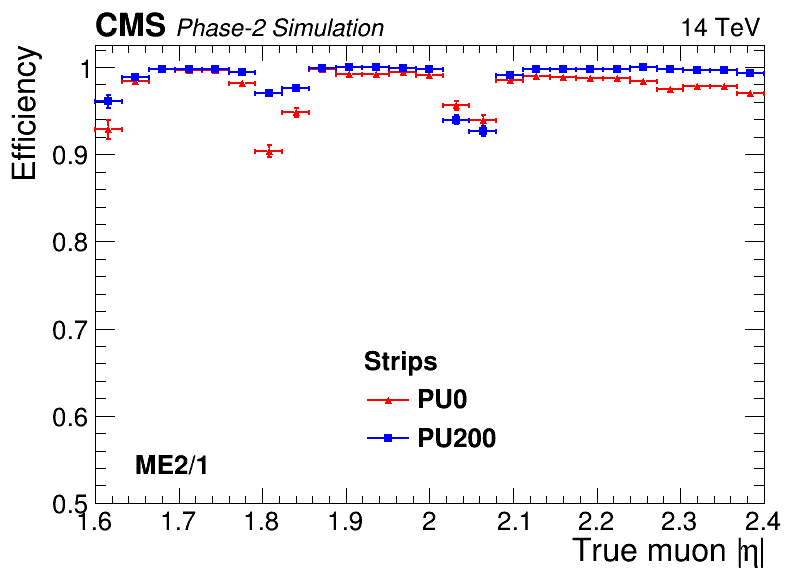 CMS Phase-2 Simulation 14 TeV
Efficiency
1
0.9
0.8
0.7
0.6
0.5
Strips
PU0
PU200
ME2/1
1.6 1.7 1.8 1.9 2 2.1 2.2 2.3 2.4
True muon |η|